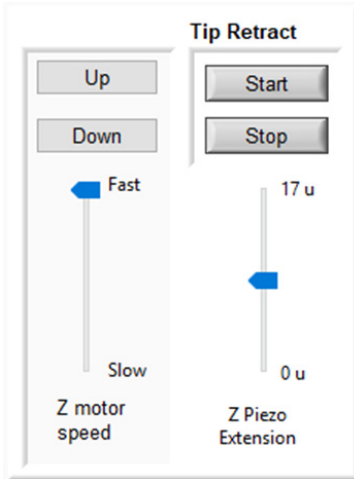 Tip Retract
Up
Down
Fast
Slow
Z motor
speed
Start
Stop
17 u
0 u
Z Piezo
Extension